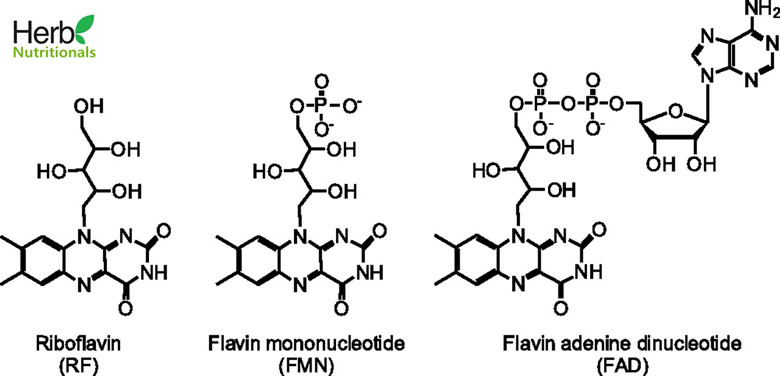 Herb
Nutritionals
OH
OH
HO
OH
N
N
O
NH
N
O
Riboflavin
(RF)
O
O
P
O-
O-
OH
HO
OH
N
N
O
NH
N
O
Flavin mononucleotide
(FMN)
NH2
N
N
N
N
O
O
O
P
O
P
O
O-
O-
O
OH
OH
OH
HO
OH
N
N
O
NH
N
O
Flavin adenine dinucleotide
(FAD)